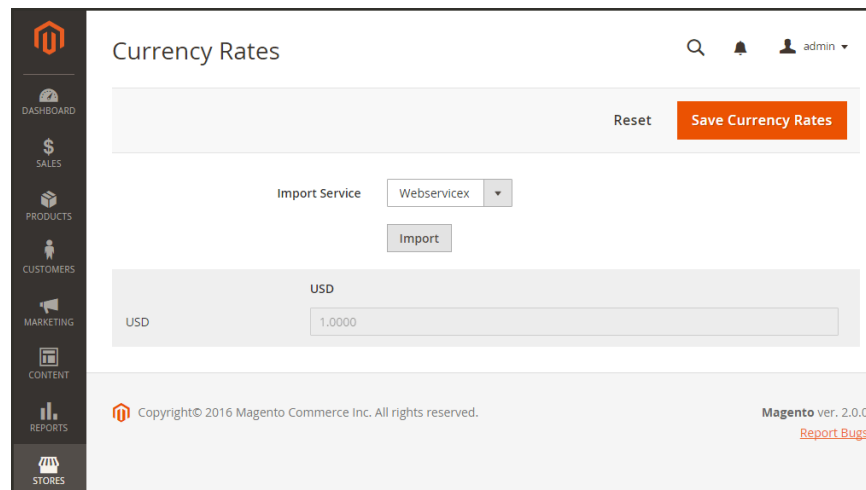 Currency Rates
admin
DASHBOARD
Reset
Save Currency Rates
SALES
Import Service
Webservicex
PRODUCTS
Import
CUSTOMERS
USD
MARKETING
USD
1.0000
CONTENT
Copyright© 2016 Magento Commerce Inc. All rights reserved.
Magento ver. 2.0.0
REPORTS
Report Bugs
STORES